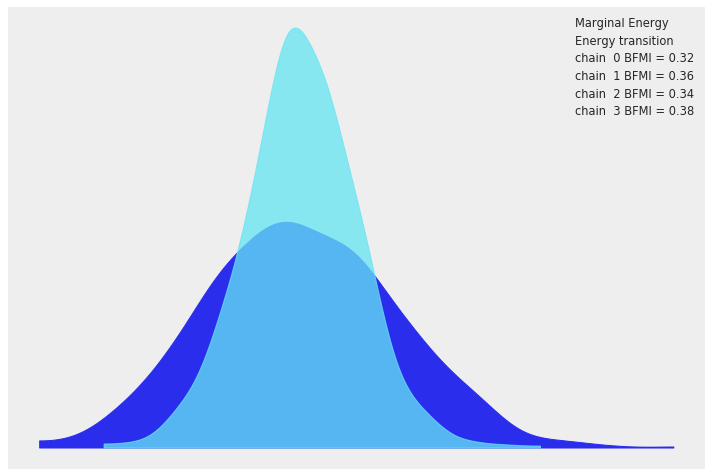 Marginal Energy
Energy transition
chain  0 BFMI = 0.32
chain  1 BFMI = 0.36
chain  2 BFMI = 0.34
chain  3 BFMI = 0.38